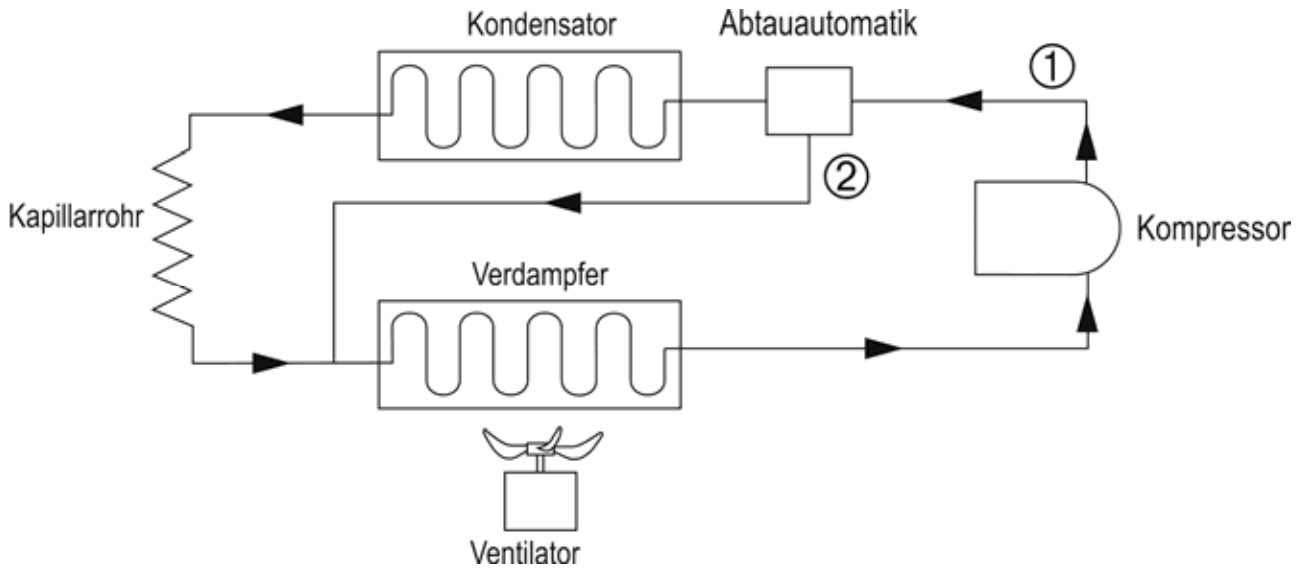 Kondensator
Abtauautomatik
①
②
Kapillarrohr
Kompressor
Verdampfer
Ventilator